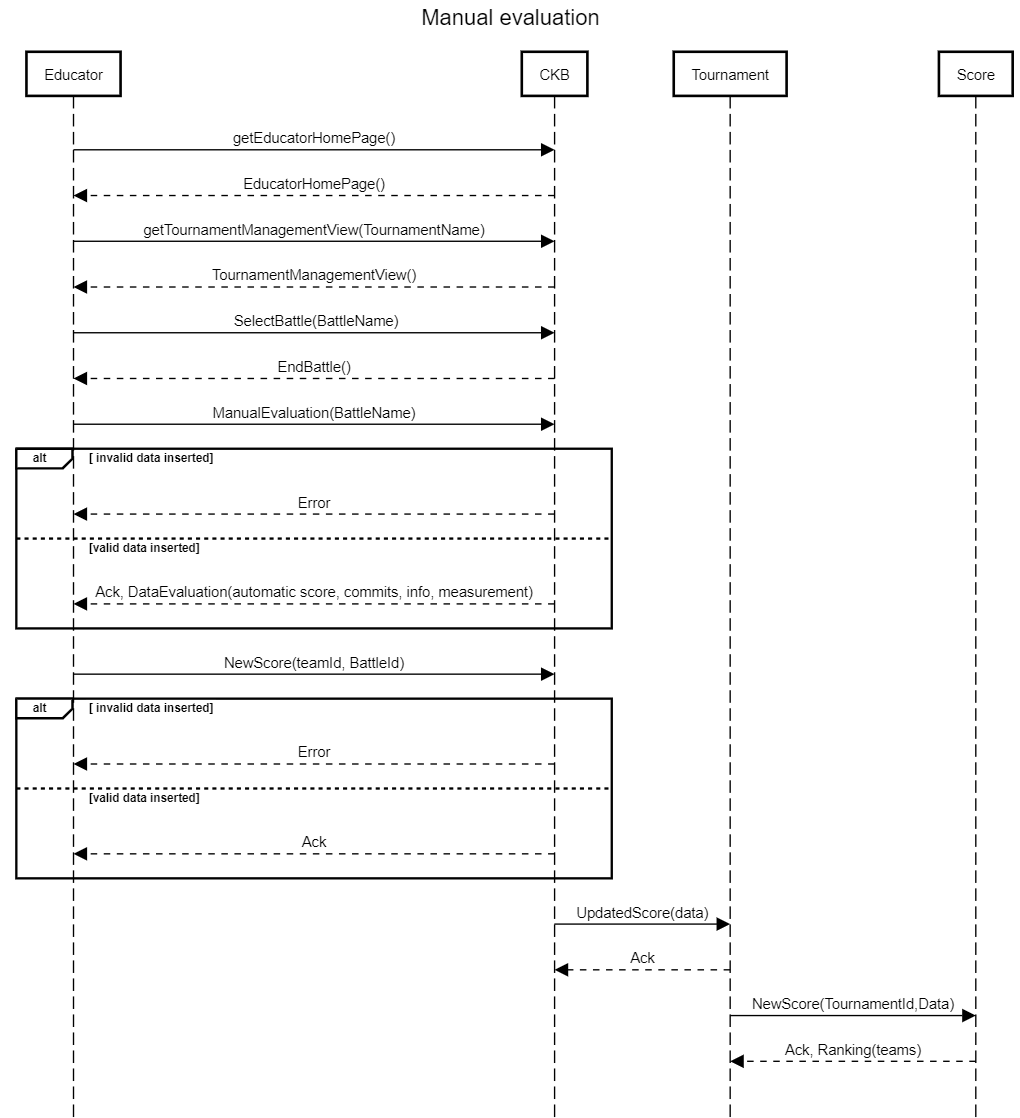 Manual evaluation
Educator
CKB
Tournament
Score
getEducatorHomePage()
EducatorHomePage()
getTournamentManagementView(TournamentName)
TournamentManagementView()
SelectBattle(BattleName)
EndBattle()
ManualEvaluation(BattleName)
alt
[ invalid data inserted]
Error
[valid data inserted]
Ack, DataEvaluation(automatic score, commits, info, measurement)
NewScore(teamId, BattleId)
alt
[ invalid data inserted]
Error
[valid data inserted]
Ack
UpdatedScore(data)
Ack
NewScore(TournamentId,Data)
Ack, Ranking(teams)